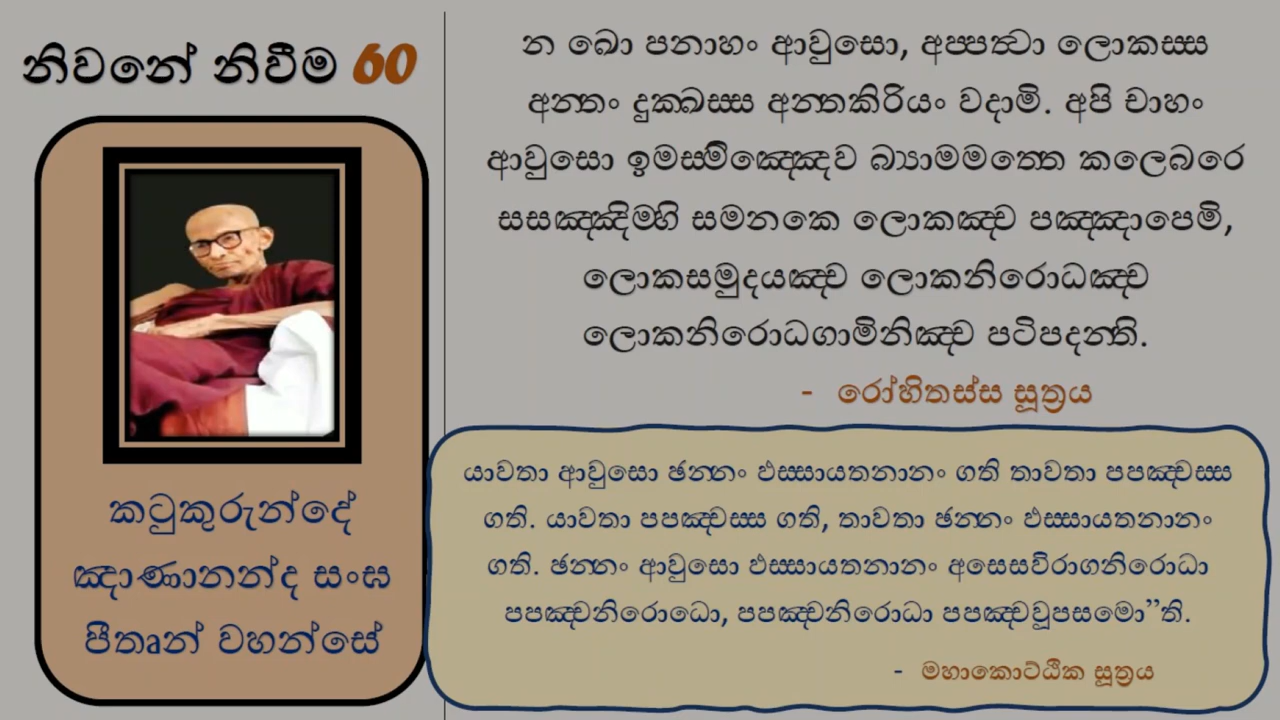 නිවනේ නිවීම 60
කටුකුරුන්දේ
ඤාණානන්ද සංඝ
පීතෘන් වහන්සේ
න ඛො පනාහං ආවුසො, අප්පත්වා ලොකස්ස
අන්තං දුක්ඛස්ස අන්තකිරියං වදාමි. අපි චාහං
ආවුසො ඉමස්මිඤ්ඤෙව බ්‍යාමමත්තෙ කලෙබරෙ
සසඤ්ඤිම්හි සමනකෙ ලොකඤ්ච පඤ්ඤාපෙමි,
ලොකසමුදයඤ්ච ලොකනිරොධඤ්ච
ලොකනිරොධගාමිනිඤ්ච පටිපදන්ති.
- රෝහිතස්ස සූත්‍රය
යාවතා ආවුසො ඡන්නං ඵස්සායතනානං ගති තාවතා පපඤ්චස්ස
ගති. යාවතා පපඤ්චස්ස ගති, තාවතා ඡන්නං ඵස්සායතනානං
ගති. ඡන්නං ආවුසො ඵස්සායතනානං අසෙසවිරාගනිරොධා
පපඤ්චනිරොධො, පපඤ්චනිරොධා පපඤ්චවූපසමො”ති.
- මහාකොට්ඨික සූත්‍රය